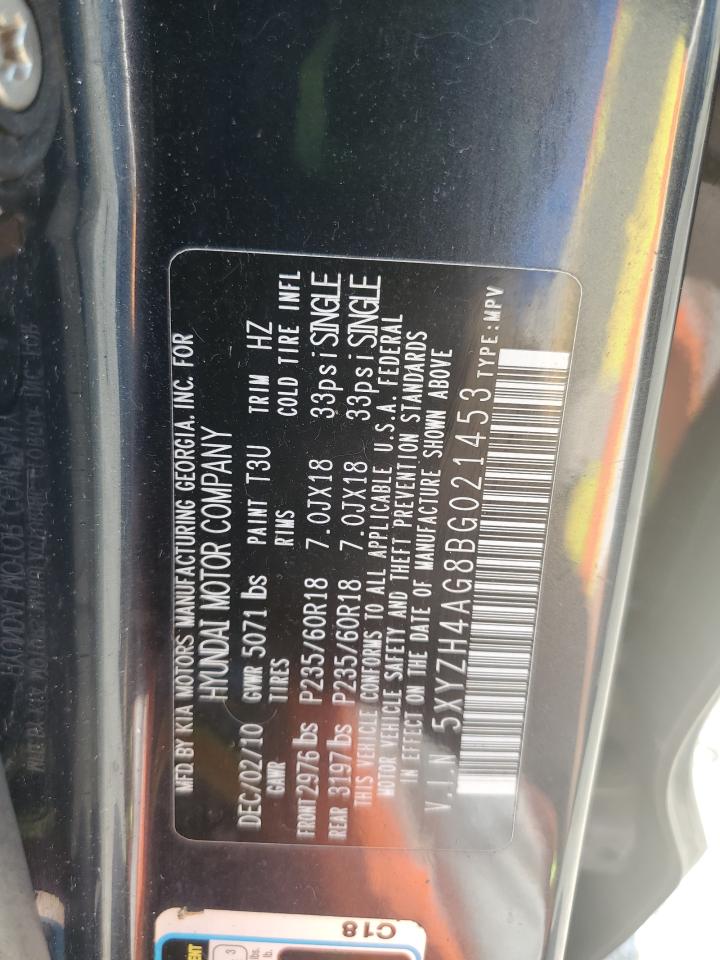 MFD.BY KIA MOTORS MANUFACTURING GEORGIA, INC. FOR
HYUNDAI MOTOR COMPANY
DEC/02/10 GVWR 5071 lbs PAINT T3U TRIM HZ
GAWR TIRES RIMS COLD TIRE INFL
FRONT 2976 lbs P235/60R18 7.0JX18 33psi SINGLE
REAR 3197 lbs P235/60R18 7.0JX18 33psi SINGLE
THIS VEHICLE CONFORMS TO ALL APPLICABLE U.S.A. FEDERAL
MOTOR VEHICLE SAFETY AND THEFT PREVENTION STANDARDS
IN EFFECT ON THE DATE OF MANUFACTURE SHOWN ABOVE
V.I.N 5XYZH4AG8BG021453 TYPE:MPV
C18
3